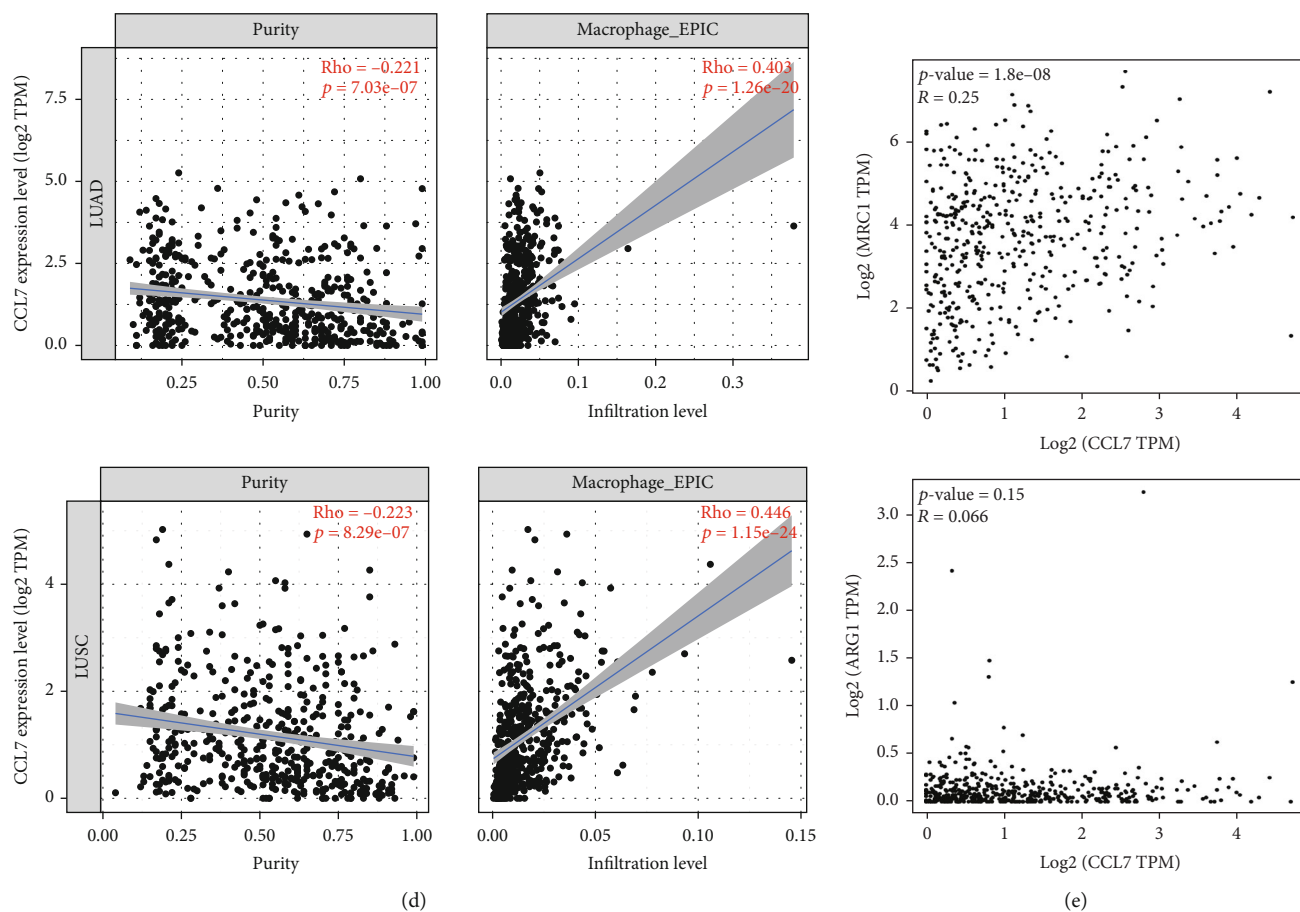 Purity
Macrophage_EPIC
LUAD
CCL7 expression level (log2 TPM)
Rho = –0.221
p = 7.03e–07
7.5
5.0
2.5
0.0
0.25
0.50
0.75
1.00
Purity
Rho = 0.403
p = 1.26e–20
0.0
0.1
0.2
0.3
Infiltration level
Purity
Macrophage_EPIC
LUSC
CCL7 expression level (log2 TPM)
Rho = –0.223
p = 8.29e–07
4
2
0
0.00
0.25
0.50
0.75
1.00
Purity
Rho = 0.446
p = 1.15e–24
0.00
0.05
0.10
0.15
Infiltration level
(d)
p-value = 1.8e–08
R = 0.25
Log2 (MRC1 TPM)
6
4
2
0
0
1
2
3
4
Log2 (CCL7 TPM)
p-value = 0.15
R = 0.066
Log2 (ARG1 TPM)
3.0
2.5
2.0
1.5
1.0
0.5
0.0
0
1
2
3
4
Log2 (CCL7 TPM)
(e)